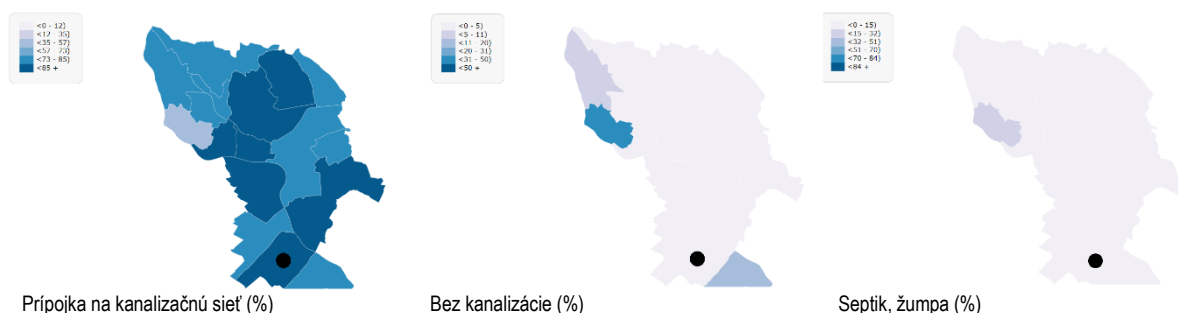 <0 - 12)
<12 - 35)
<35 - 57)
<57 - 73)
<73 - 85)
<85 +
<0 - 5)
<5 - 11)
<11 - 20)
<20 - 31)
<31 - 50)
<50 +
<0 - 15)
<15 - 32)
<32 - 51)
<51 - 70)
<70 - 84)
<84 +
Prípojka na kanalizačnú sieť (%)
Bez kanalizácie (%)
Septik, žumpa (%)